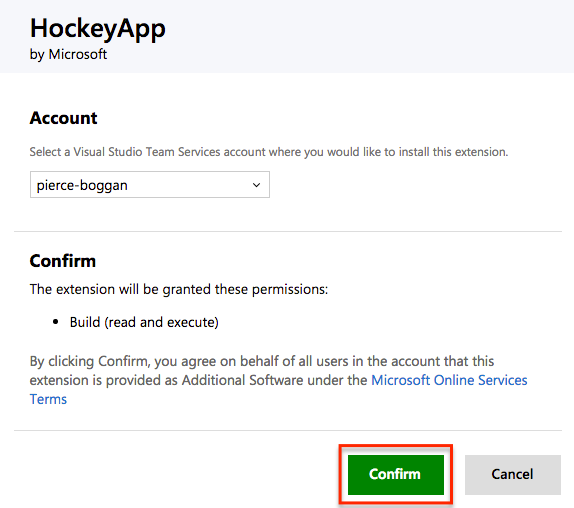 HockeyApp
by Microsoft
Account
Select a Visual Studio Team Services account where you would like to install this extension.
pierce-boggan
Confirm
The extension will be granted these permissions:
• Build (read and execute)
By clicking Confirm, you agree on behalf of all users in the account that this
extension is provided as Additional Software under the Microsoft Online Services
Terms
Confirm Cancel